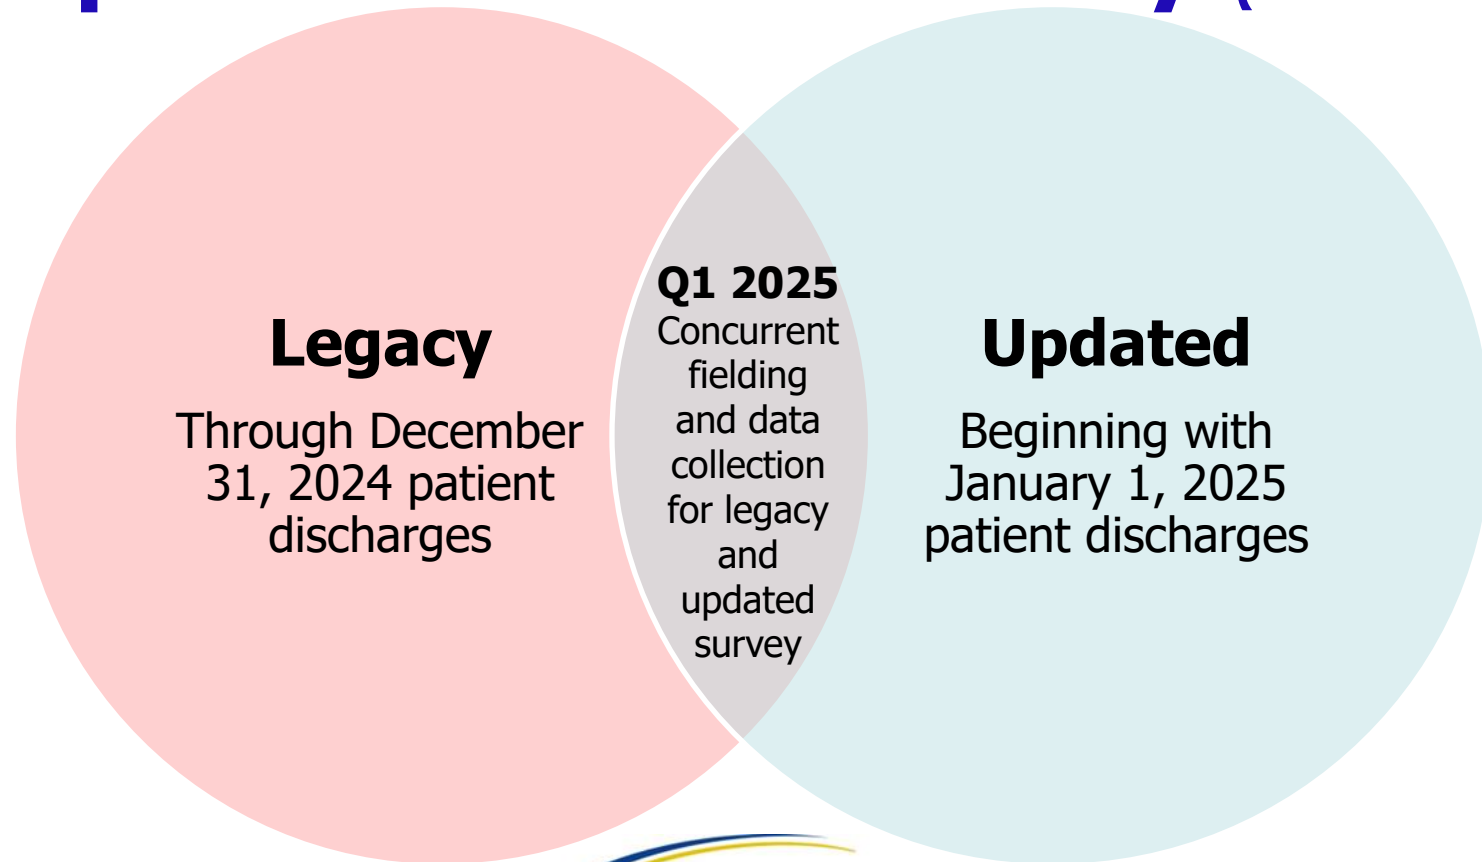 Legacy
Through December
31, 2024 patient
discharges
Q1 2025
Concurrent
fielding
and data
collection
for legacy
and
updated
survey
Updated
Beginning with
January 1, 2025
patient discharges